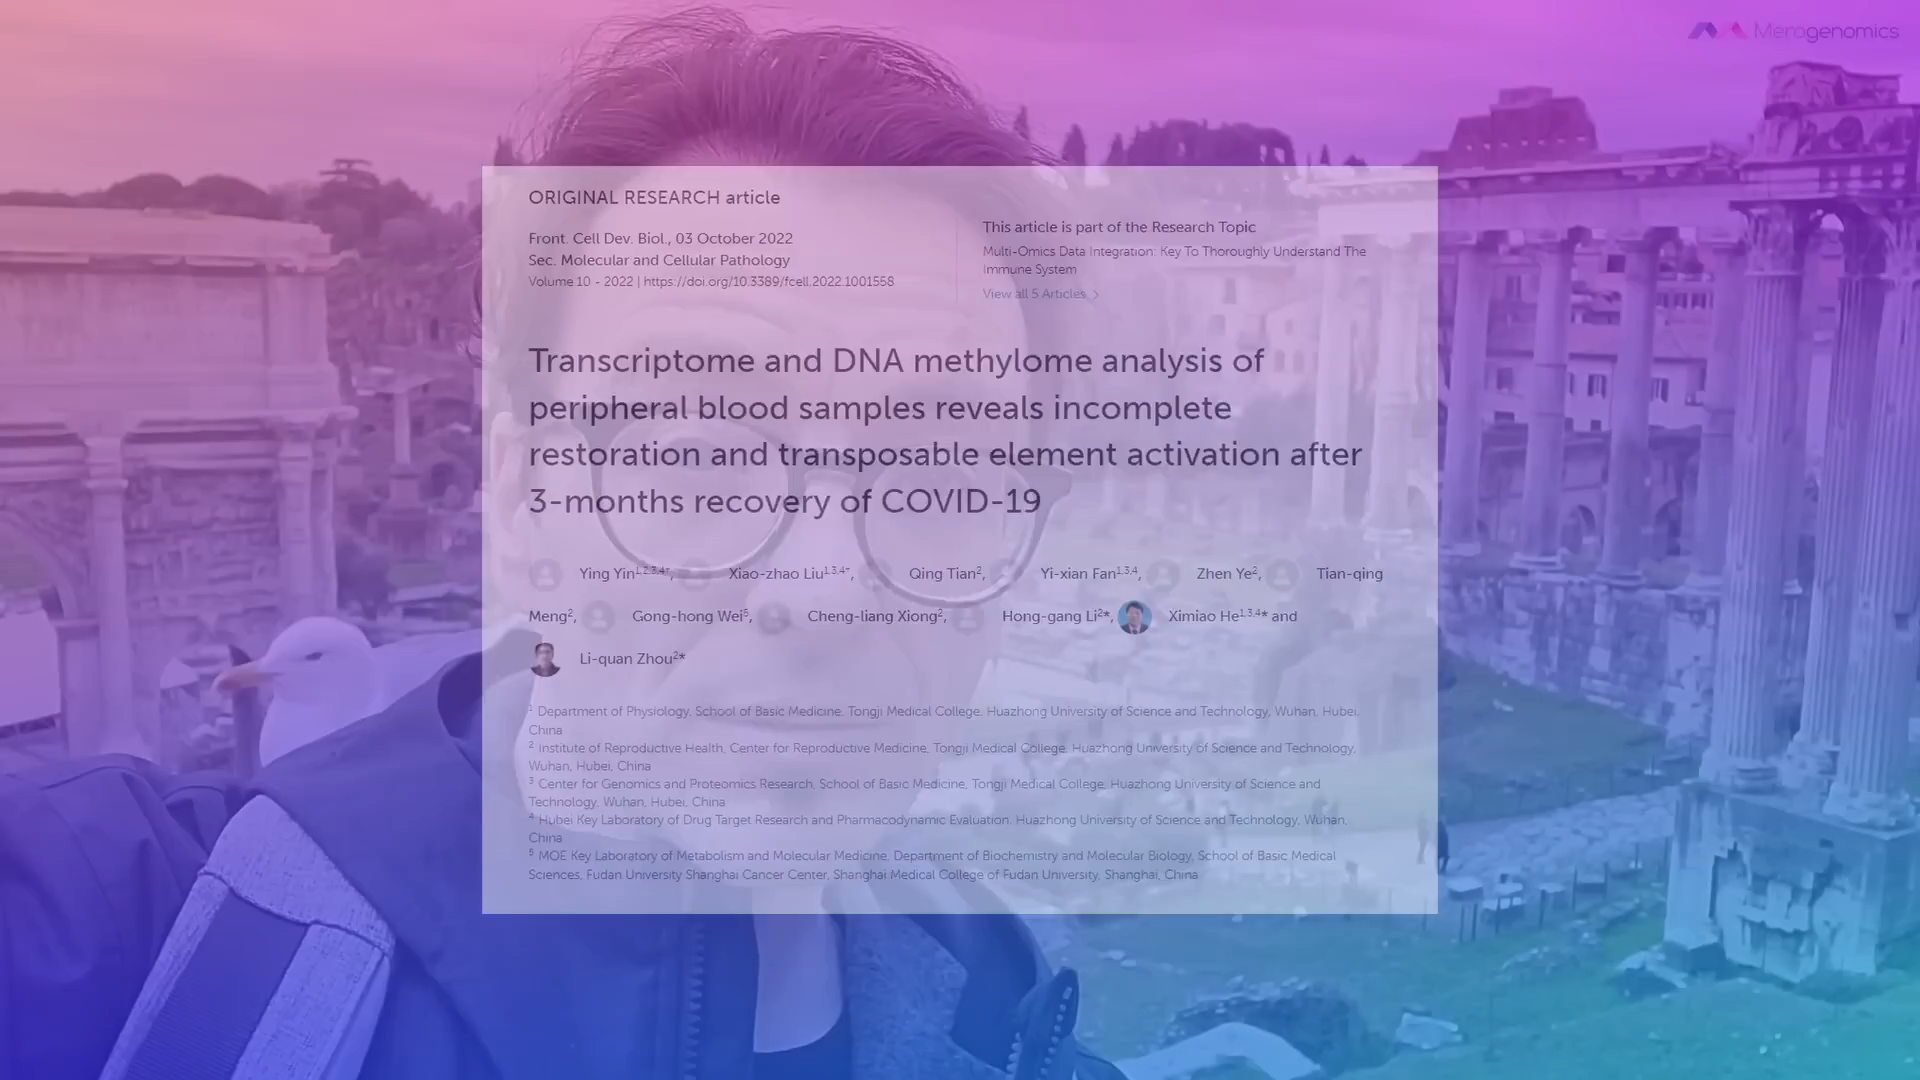 Merogenomics
ORIGINAL RESEARCH article
Front. Cell Dev. Biol., 03 October 2022
Sec. Molecular and Cellular Pathology
Volume 10 - 2022 | https://doi.org/10.3389/fcell.2022.1001558
This article is part of the Research Topic
Multi-Omics Data Integration: Key To Thoroughly Understand The
Immune System
View all 5 Articles >
Transcriptome and DNA methylome analysis of
peripheral blood samples reveals incomplete
restoration and transposable element activation after
3-months recovery of COVID-19
Ying Yin1,2,3,4†, Xiao-zhao Liu1,3,4†, Qing Tian2, Yi-xian Fan1,3,4, Zhen Ye2, Tian-qing
Meng2, Gong-hong Wei5, Cheng-liang Xiong2, Hong-gang Li2*, Ximiao He1,3,4* and
Li-quan Zhou2*
1 Department of Physiology, School of Basic Medicine, Tongji Medical College, Huazhong University of Science and Technology, Wuhan, Hubei,
China
2 Institute of Reproductive Health, Center for Reproductive Medicine, Tongji Medical College, Huazhong University of Science and Technology,
Wuhan, Hubei, China
3 Center for Genomics and Proteomics Research, School of Basic Medicine, Tongji Medical College, Huazhong University of Science and
Technology, Wuhan, Hubei, China
4 Hubei Key Laboratory of Drug Target Research and Pharmacodynamic Evaluation, Huazhong University of Science and Technology, Wuhan,
China
5 MOE Key Laboratory of Metabolism and Molecular Medicine, Department of Biochemistry and Molecular Biology, School of Basic Medical
Sciences, Fudan University Shanghai Cancer Center, Shanghai Medical College of Fudan University, Shanghai, China